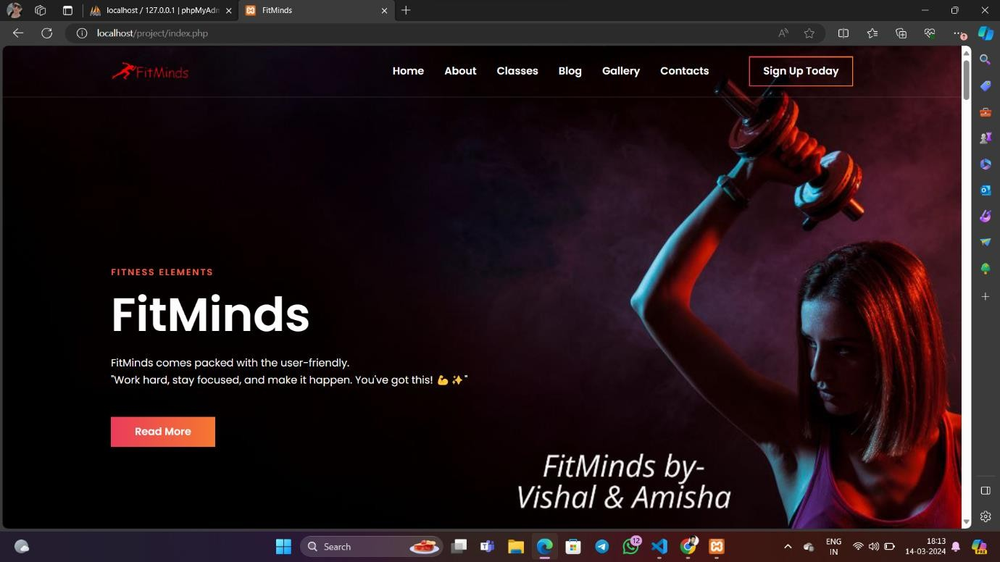 localhost / 127.0.0.1 | phpMyAdm
FitMinds
localhost/project/index.php
FitMinds
Home
About
Classes
Blog
Gallery
Contacts
Sign Up Today
FITNESS ELEMENTS
FitMinds
FitMinds comes packed with the user-friendly.
"Work hard, stay focused, and make it happen. You've got this! 💪 ✨"
Read More
FitMinds by-
Vishal & Amisha
Search
12
ENG
IN
18:13
14-03-2024
PRE